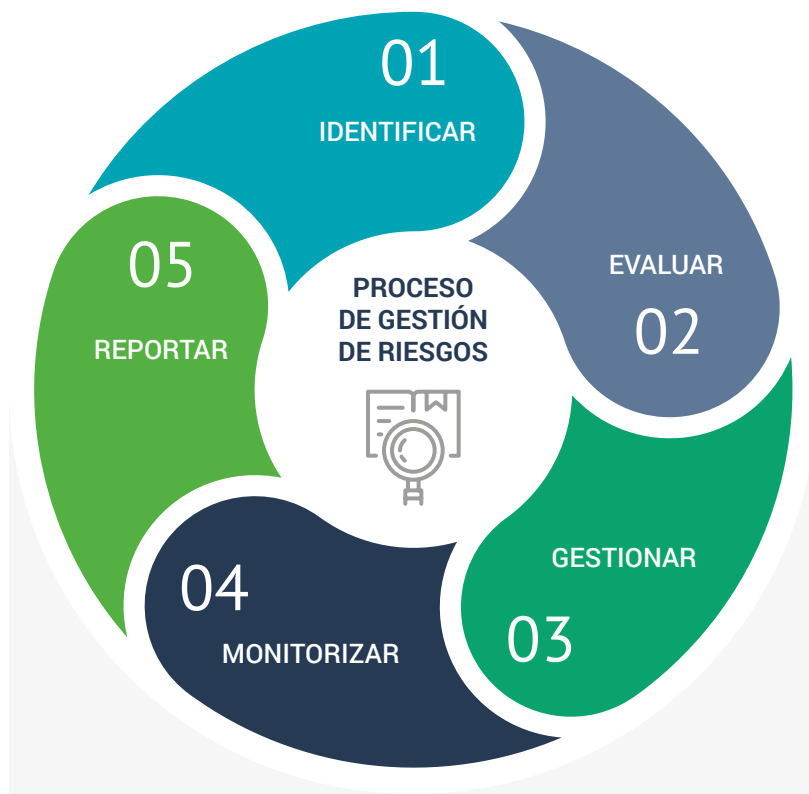 01
IDENTIFICAR
EVALUAR
02
GESTIONAR
03
04
MONITORIZAR
05
REPORTAR
PROCESO
DE GESTIÓN
DE RIESGOS